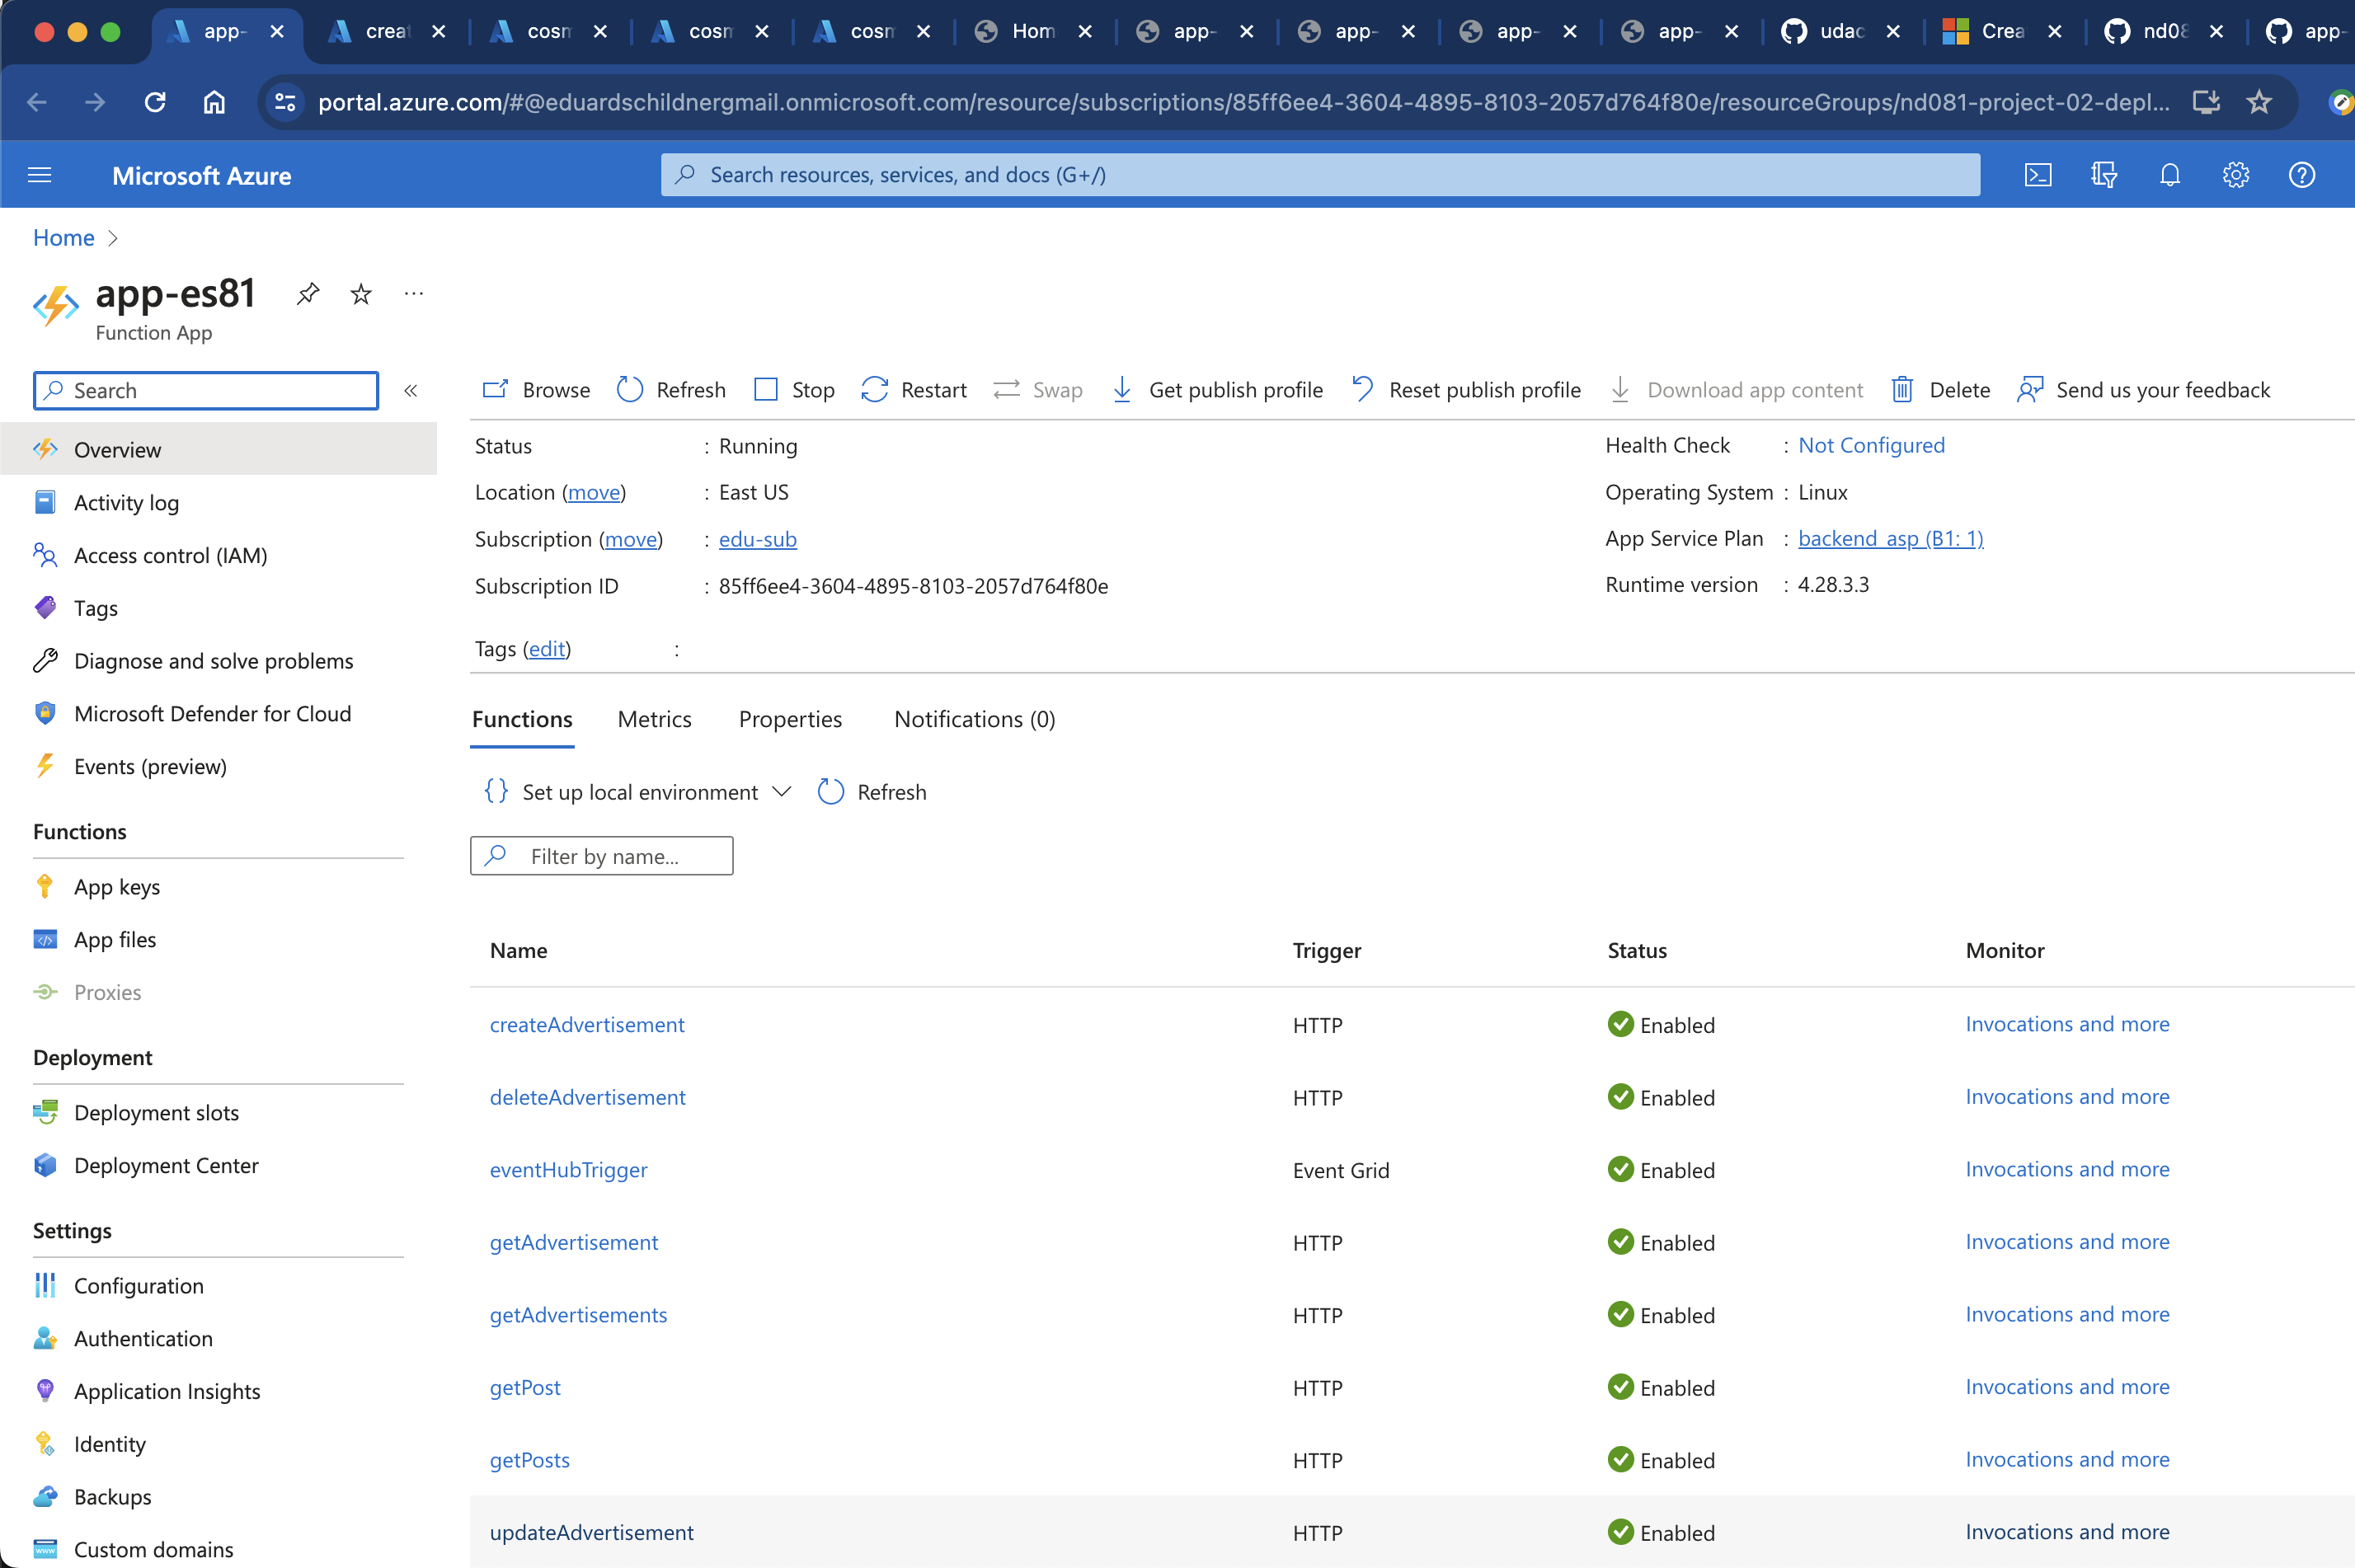 app-
creat
cosm
cosm
cosm
Hom
app-
app-
app-
app-
udac
Crea
nd08
app-
portal.azure.com/#@eduardschildnergmail.onmicrosoft.com/resource/subscriptions/85ff6ee4-3604-4895-8103-2057d764f80e/resourceGroups/nd081-project-02-depl...
Microsoft Azure
Search resources, services, and docs (G+/)
Home
app-es81
Function App
Search
Overview
Activity log
Access control (IAM)
Tags
Diagnose and solve problems
Microsoft Defender for Cloud
Events (preview)
Functions
App keys
App files
Proxies
Deployment
Deployment slots
Deployment Center
Settings
Configuration
Authentication
Application Insights
Identity
Backups
Custom domains
Browse Refresh Stop Restart Swap Get publish profile Reset publish profile Download app content Delete Send us your feedback
Status : Running
Location (move) : East US
Subscription (move) : edu-sub
Subscription ID : 85ff6ee4-3604-4895-8103-2057d764f80e
Tags (edit) :
Health Check : Not Configured
Operating System : Linux
App Service Plan : backend_asp (B1: 1)
Runtime version : 4.28.3.3
Functions Metrics Properties Notifications (0)
{} Set up local environment Refresh
Filter by name...
Name Trigger Status Monitor
createAdvertisement HTTP Enabled Invocations and more
deleteAdvertisement HTTP Enabled Invocations and more
eventHubTrigger Event Grid Enabled Invocations and more
getAdvertisement HTTP Enabled Invocations and more
getAdvertisements HTTP Enabled Invocations and more
getPost HTTP Enabled Invocations and more
getPosts HTTP Enabled Invocations and more
updateAdvertisement HTTP Enabled Invocations and more